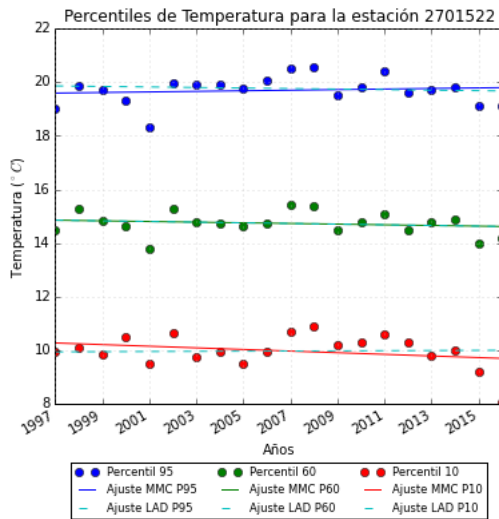 Percentiles de Temperatura para la estación 2701522
22
20
18
16
14
12
10
8
Temperatura (° C)
1997
1999
2001
2003
2005
2007
2009
2011
2013
2015
Años
Percentil 95
Percentil 60
Percentil 10
Ajuste MMC P95
Ajuste MMC P60
Ajuste MMC P10
Ajuste LAD P95
Ajuste LAD P60
Ajuste LAD P10